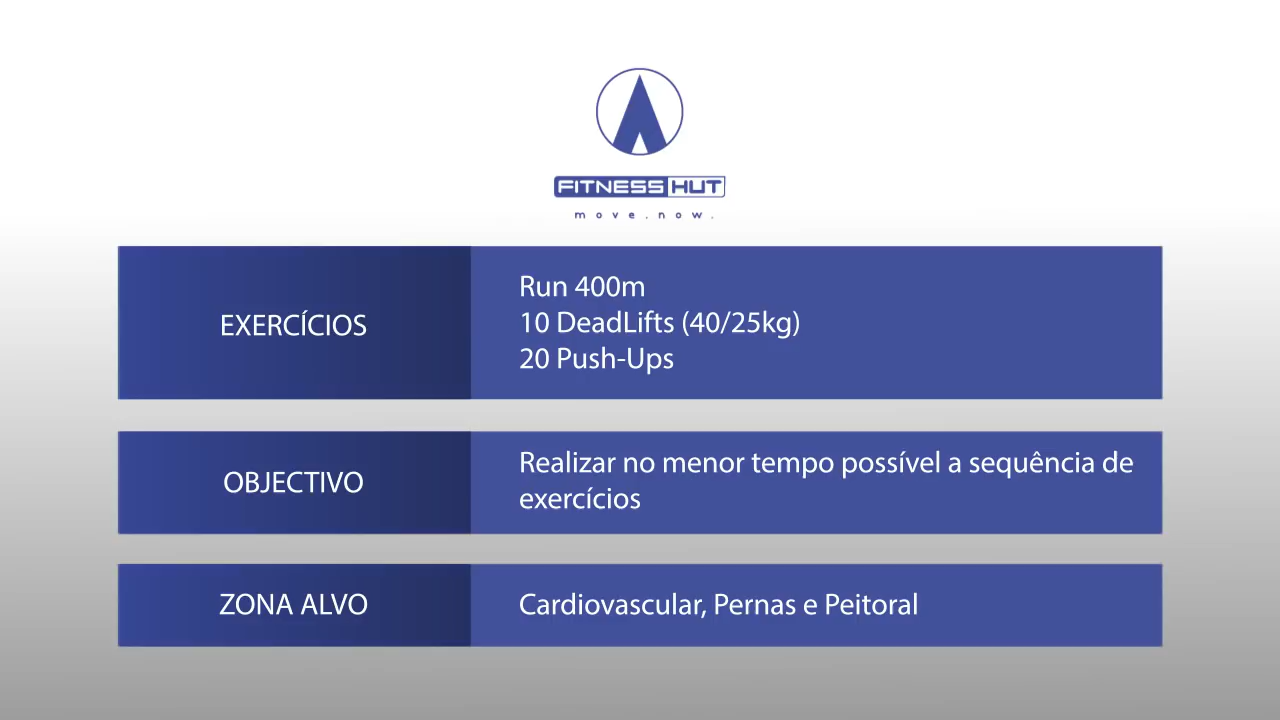 FITNESS HUT
move.now.
EXERCÍCIOS
Run 400m
10 DeadLifts (40/25kg)
20 Push-Ups
OBJECTIVO
Realizar no menor tempo possível a sequência de
exercícios
ZONA ALVO
Cardiovascular, Pernas e Peitoral